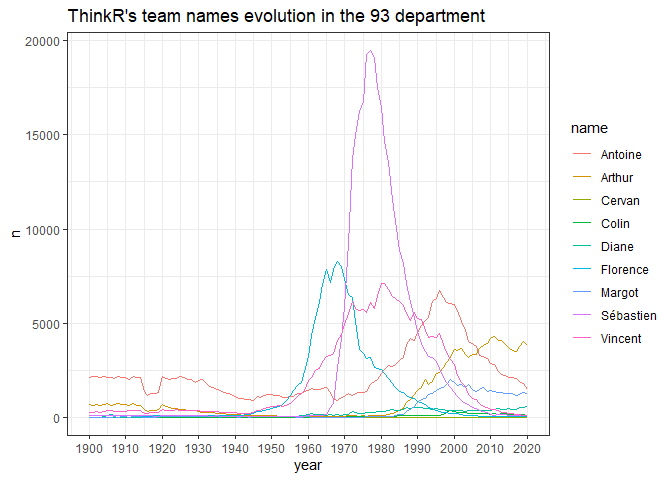 ThinkR's team names evolution in the 93 department
20000
15000
10000
5000
0
n
1900 1910 1920 1930 1940 1950 1960 1970 1980 1990 2000 2010 2020
year
name
Antoine
Arthur
Cervan
Colin
Diane
Florence
Margot
Sébastien
Vincent